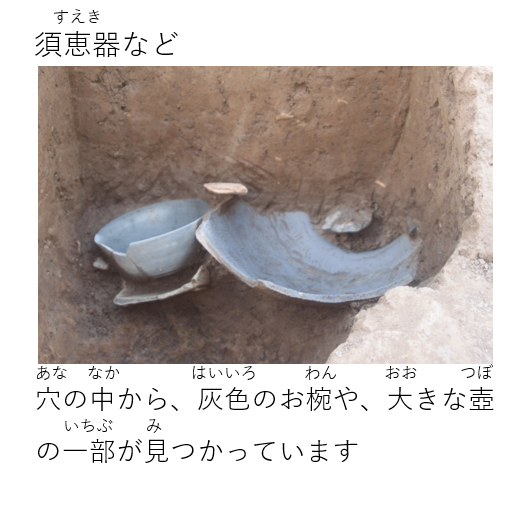 すえき
須恵器など
あな なか はいいろ わん おお つぼ
穴の中から、灰色のお椀や、大きな壺
いちぶ み
の一部が見つかっています